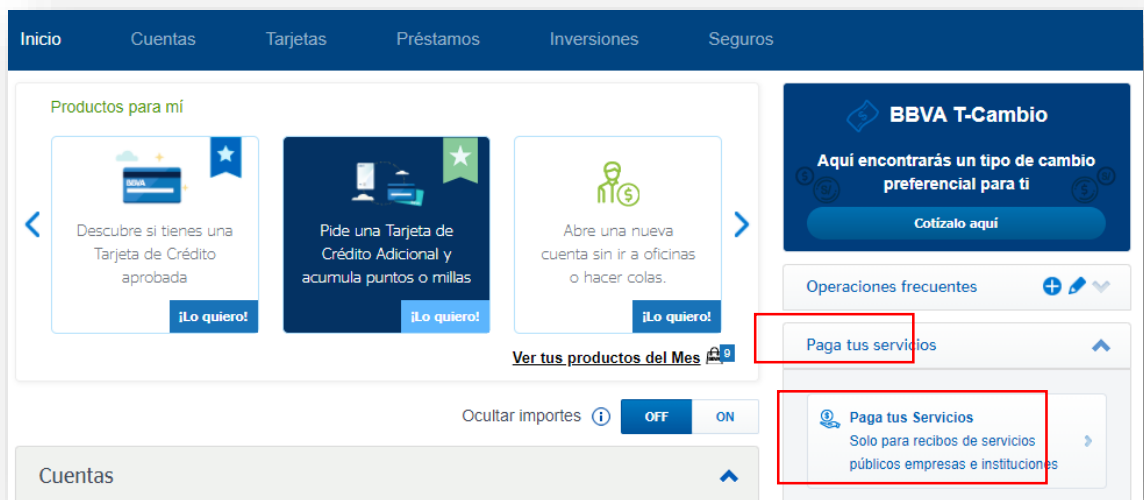 Inicio Cuentas Tarjetas Préstamos Inversiones Seguros
Productos para mí
BBVA
Descubre si tienes una
Tarjeta de Crédito
aprobada
¡Lo quiero!
Pide una Tarjeta de
Crédito Adicional y
acumula puntos o millas
¡Lo quiero!
Abre una nueva
cuenta sin ir a oficinas
o hacer colas.
¡Lo quiero!
Ver tus productos del Mes 9
Ocultar importes OFF ON
Cuentas
BBVA T-Cambio
Aquí encontrarás un tipo de cambio
preferencial para ti
Cotízalo aquí
Operaciones frecuentes
Paga tus servicios
Paga tus Servicios
Solo para recibos de servicios
públicos empresas e instituciones